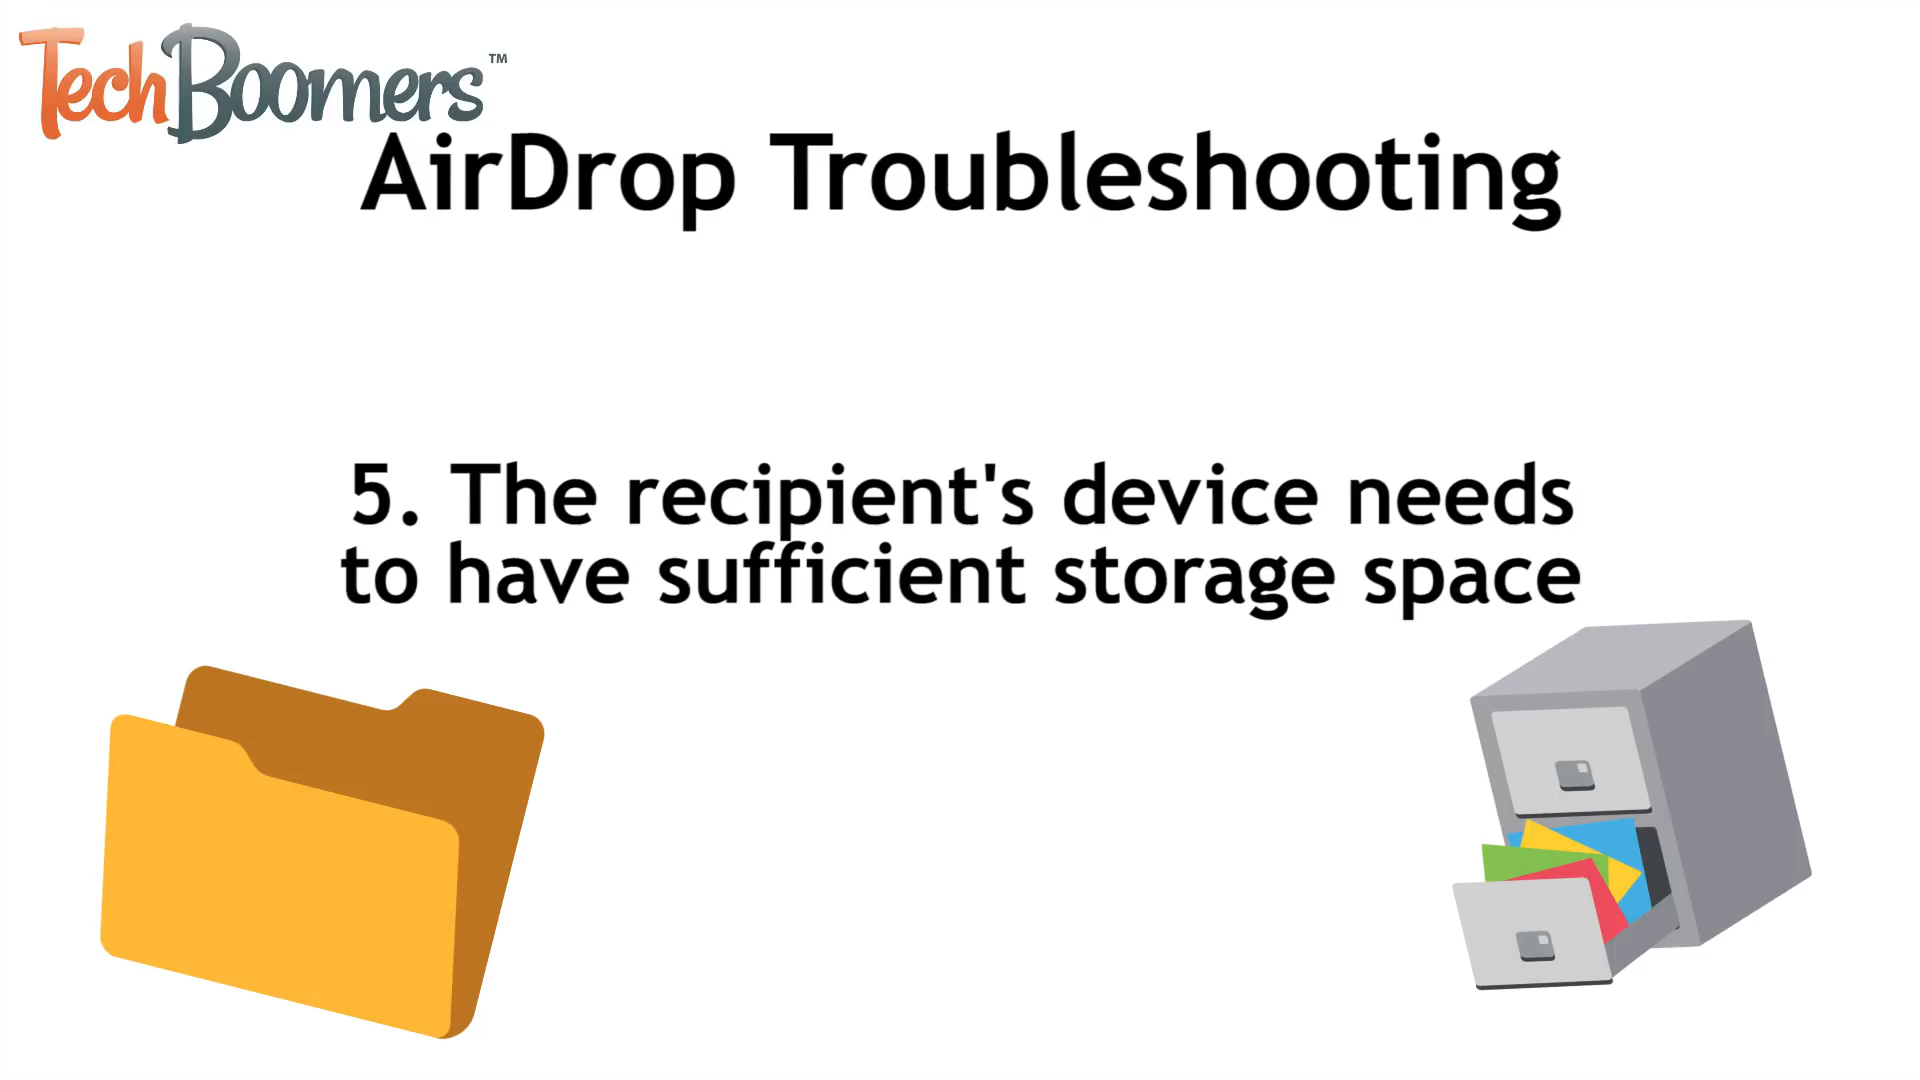 TechBoomers™
AirDrop Troubleshooting
5. The recipient's device needs
to have sufficient storage space